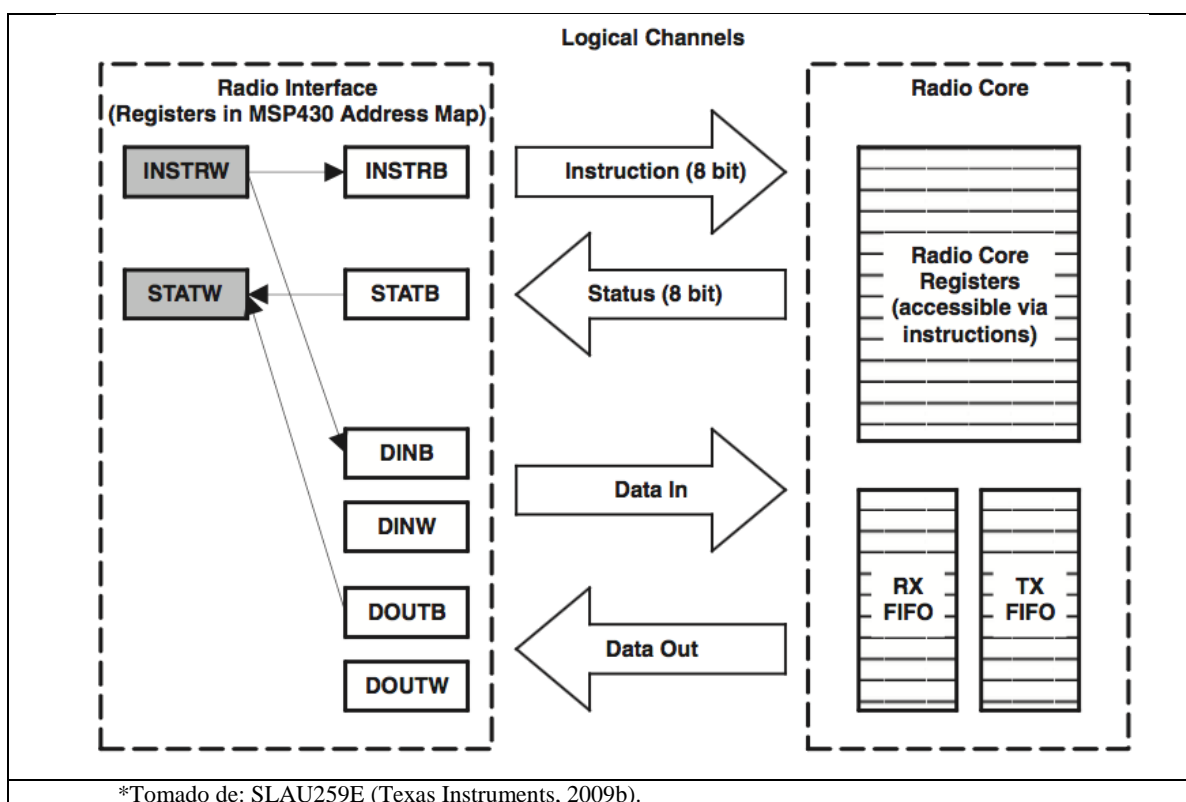 Logical Channels
Radio Interface
(Registers in MSP430 Address Map)
Radio Core
INSTRW
INSTRB
Instruction (8 bit)
STATW
STATB
Status (8 bit)
Radio Core
Registers
(accessible via
instructions)
DINB
DINW
Data In
DOUTB
DOUTW
Data Out
RX
FIFO
TX
FIFO
*Tomado de: SLAU259E (Texas Instruments, 2009b).